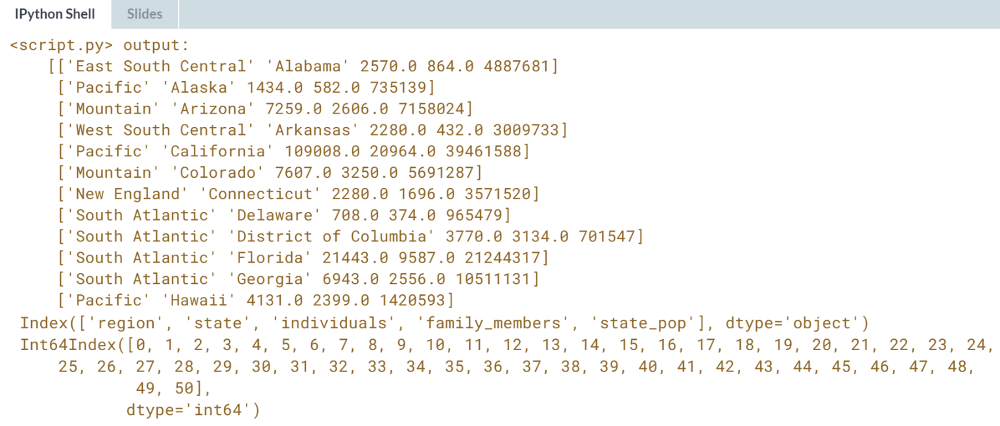 IPython Shell
Slides
<script.py> output:
[['East South Central' 'Alabama' 2570.0 864.0 4887681]
['Pacific' 'Alaska' 1434.0 582.0 735139]
['Mountain' 'Arizona' 7259.0 2606.0 7158024]
['West South Central' 'Arkansas' 2280.0 432.0 3009733]
['Pacific' 'California' 109008.0 20964.0 39461588]
['Mountain' 'Colorado' 7607.0 3250.0 5691287]
['New England' 'Connecticut' 2280.0 1696.0 3571520]
['South Atlantic' 'Delaware' 708.0 374.0 965479]
['South Atlantic' 'District of Columbia' 3770.0 3134.0 701547]
['South Atlantic' 'Florida' 21443.0 9587.0 21244317]
['South Atlantic' 'Georgia' 6943.0 2556.0 10511131]
['Pacific' 'Hawaii' 4131.0 2399.0 1420593]
Index(['region', 'state', 'individuals', 'family_members', 'state_pop'], dtype='object')
Int64Index([0, 1, 2, 3, 4, 5, 6, 7, 8, 9, 10, 11, 12, 13, 14, 15, 16, 17, 18, 19, 20, 21, 22, 23, 24,
25, 26, 27, 28, 29, 30, 31, 32, 33, 34, 35, 36, 37, 38, 39, 40, 41, 42, 43, 44, 45, 46, 47, 48,
49, 50],
dtype='int64')